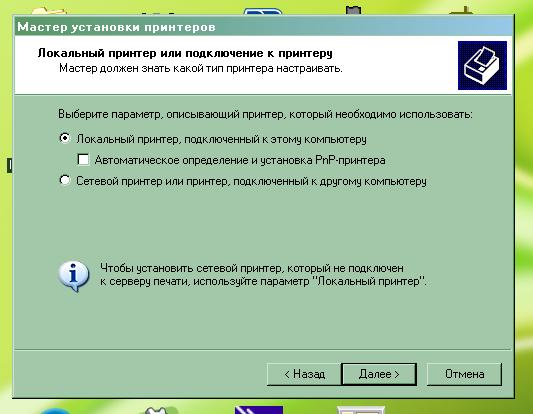 Мастер установки принтеров
Локальный принтер или подключение к принтеру
Мастер должен знать какой тип принтера настраивать.
Выберите параметр, описывающий принтер, который необходимо использовать:
Локальный принтер, подключенный к этому компьютеру
Автоматическое определение и установка PnP-принтера
Сетевой принтер или принтер, подключенный к другому компьютеру
Чтобы установить сетевой принтер, который не подключен
к серверу печати, используйте параметр "Локальный принтер".
< Назад
Далее >
Отмена